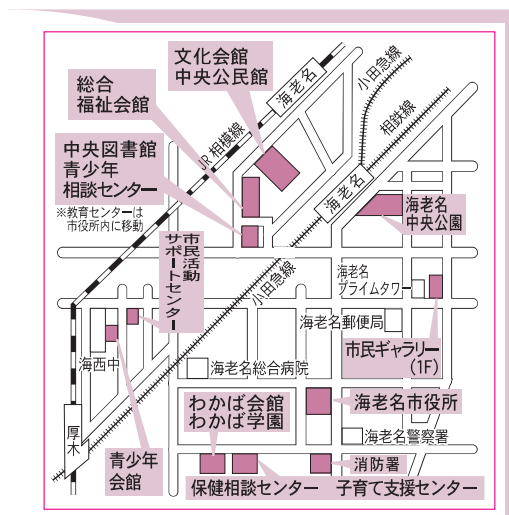 文化会館
中央公民館
総合
福祉会館
JR相模線
海老名
小田急線
相鉄線
中央図書館
青少年
相談センター
※教育センターは
市役所内に移動
海老名
海老名
中央公園
市民活動
サポートセンター
小田急線
海老名
プライムタワー
海老名郵便局
市民ギャラリー
(1F)
海西中
海老名総合病院
厚木
青少年
会館
わかば会館
わかば学園
海老名市役所
海老名警察署
消防署
保健相談センター
子育て支援センター